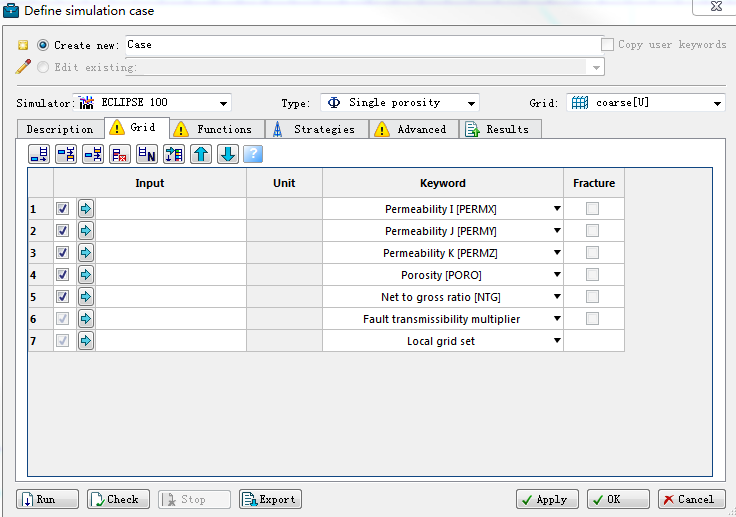 Define simulation case
Create new: Case Copy user keywords
Edit existing:
Simulator: ECLIPSE 100 Type: Single porosity Grid: coarse[U]
Description Grid Functions Strategies Advanced Results
Input Unit Keyword Fracture
1 Permeability I [PERMX]
2 Permeability J [PERMY]
3 Permeability K [PERMZ]
4 Porosity [PORO]
5 Net to gross ratio [NTG]
6 Fault transmissibility multiplier
7 Local grid set
Run Check Stop Export Apply OK Cancel